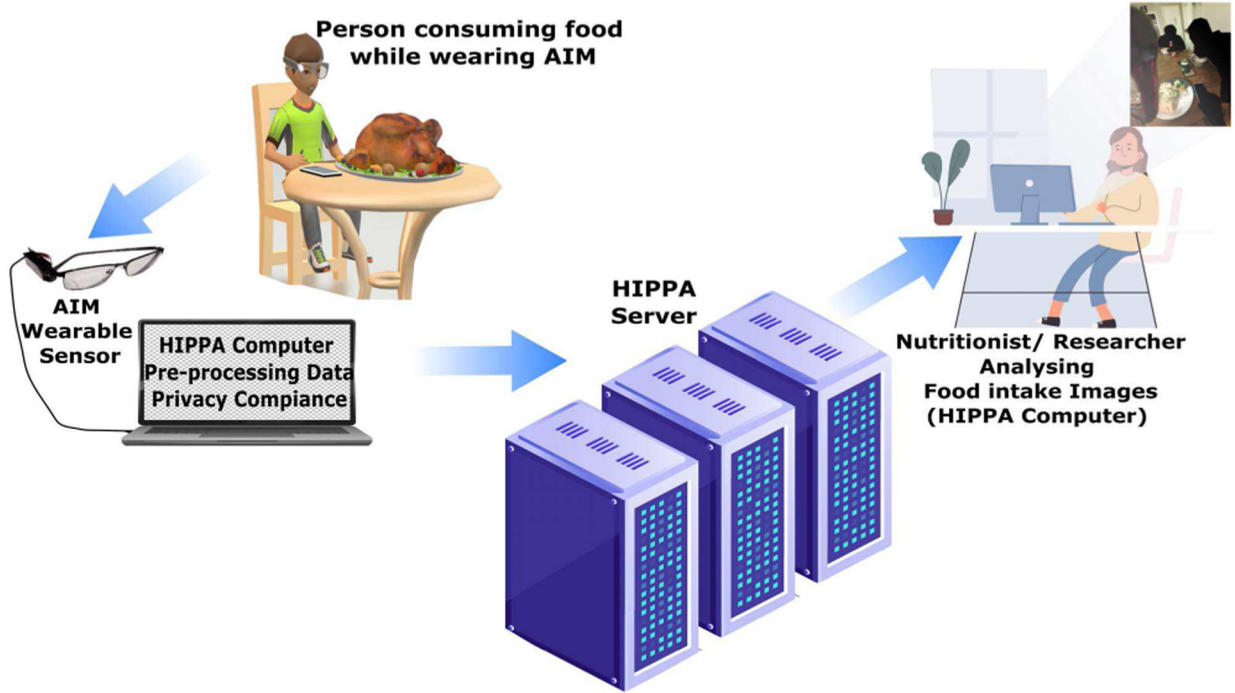 Person consuming food
while wearing AIM
AIM
Wearable
Sensor
HIPPA Computer
Pre-processing Data
Privacy Compiance
HIPPA
Server
Nutritionist/ Researcher
Analysing
Food intake Images
(HIPPA Computer)